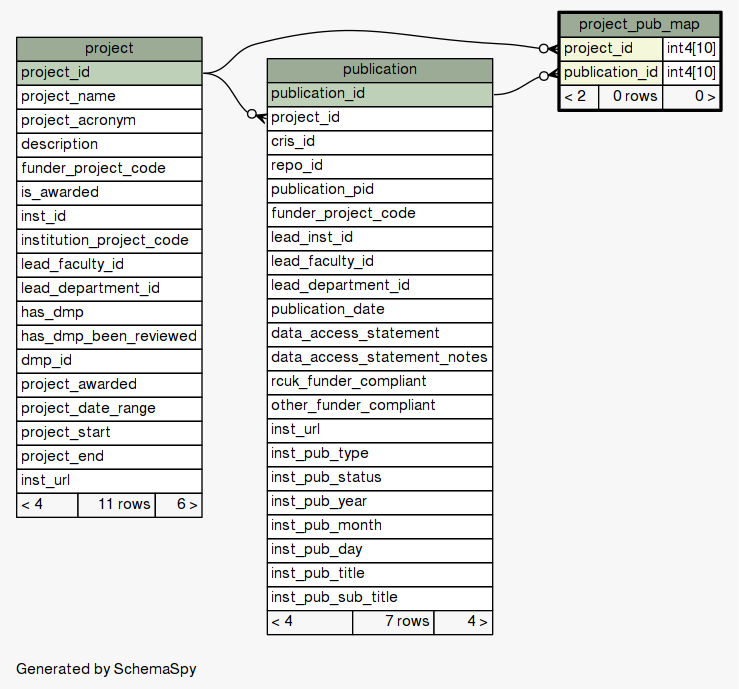 project
project_id
project_name
project_acronym
description
funder_project_code
is_awarded
inst_id
institution_project_code
lead_faculty_id
lead_department_id
has_dmp
has_dmp_been_reviewed
dmp_id
project_awarded
project_date_range
project_start
project_end
inst_url
< 4 11 rows 6 >
publication
publication_id
project_id
cris_id
repo_id
publication_pid
funder_project_code
lead_inst_id
lead_faculty_id
lead_department_id
publication_date
data_access_statement
data_access_statement_notes
rcuk_funder_compliant
other_funder_compliant
inst_url
inst_pub_type
inst_pub_status
inst_pub_year
inst_pub_month
inst_pub_day
inst_pub_title
inst_pub_sub_title
< 4 7 rows 4 >
project_pub_map
project_id int4[10]
publication_id int4[10]
< 2 0 rows 0 >
Generated by SchemaSpy